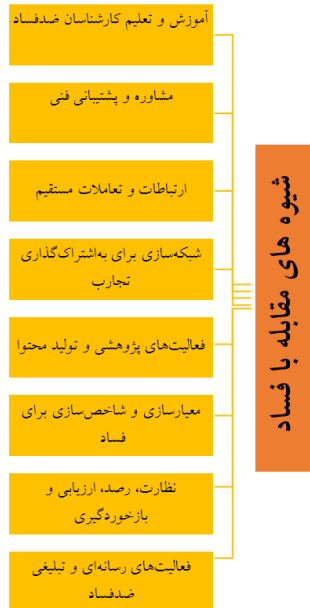 شیوه های مقابله با فساد
آموزش و تعلیم کارشناسان ضدفساد
مشاوره و پشتیبانی فنی
ارتباطات و تعاملات مستقیم
شبکه‌سازی برای به‌اشتراک‌گذاری
تجارب
فعالیت‌های پژوهشی و تولید محتوا
معیارسازی و شاخص‌سازی برای
فساد
نظارت، رصد، ارزیابی و
بازخوردگیری
فعالیت‌های رسانه‌ای و تبلیغی
ضدفساد